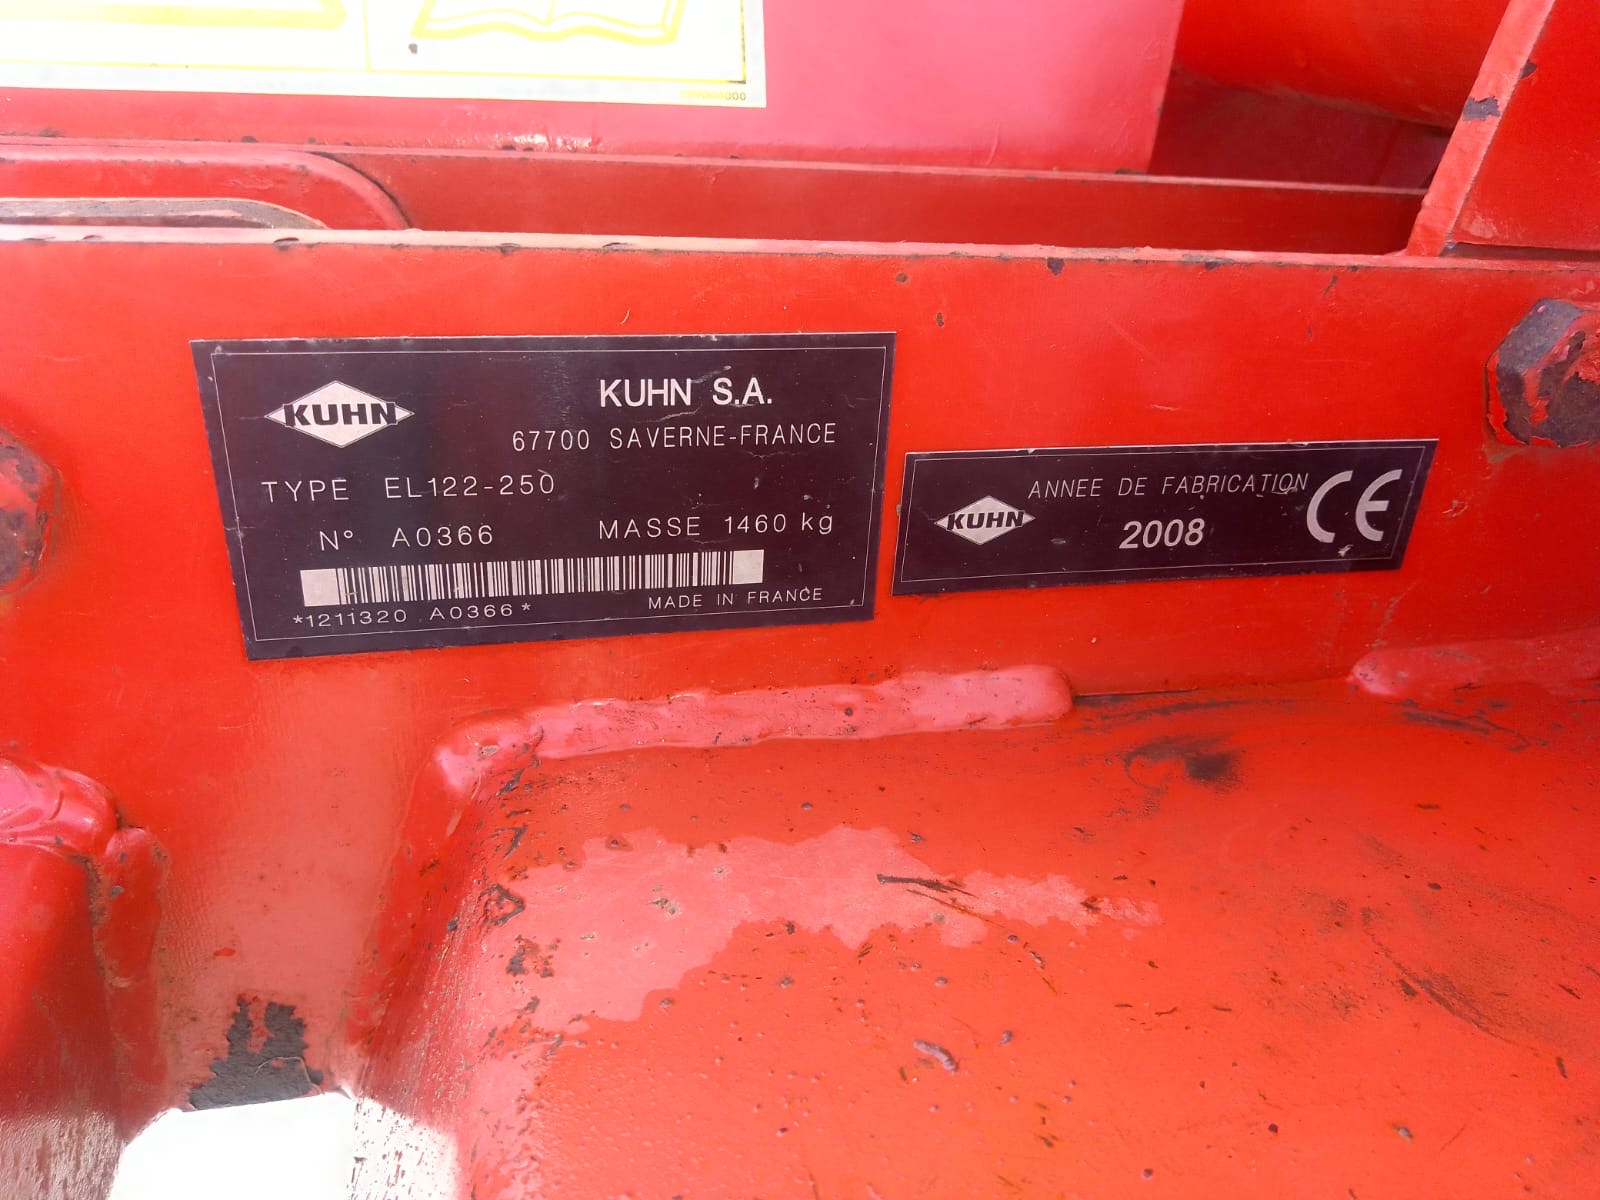 KUHN
KUHN S.A.
67700 SAVERNE-FRANCE
TYPE EL122-250
N° A0366 MASSE 1460 kg
*1211320 A0366*
MADE IN FRANCE
KUHN
ANNEE DE FABRICATION
2008
CE